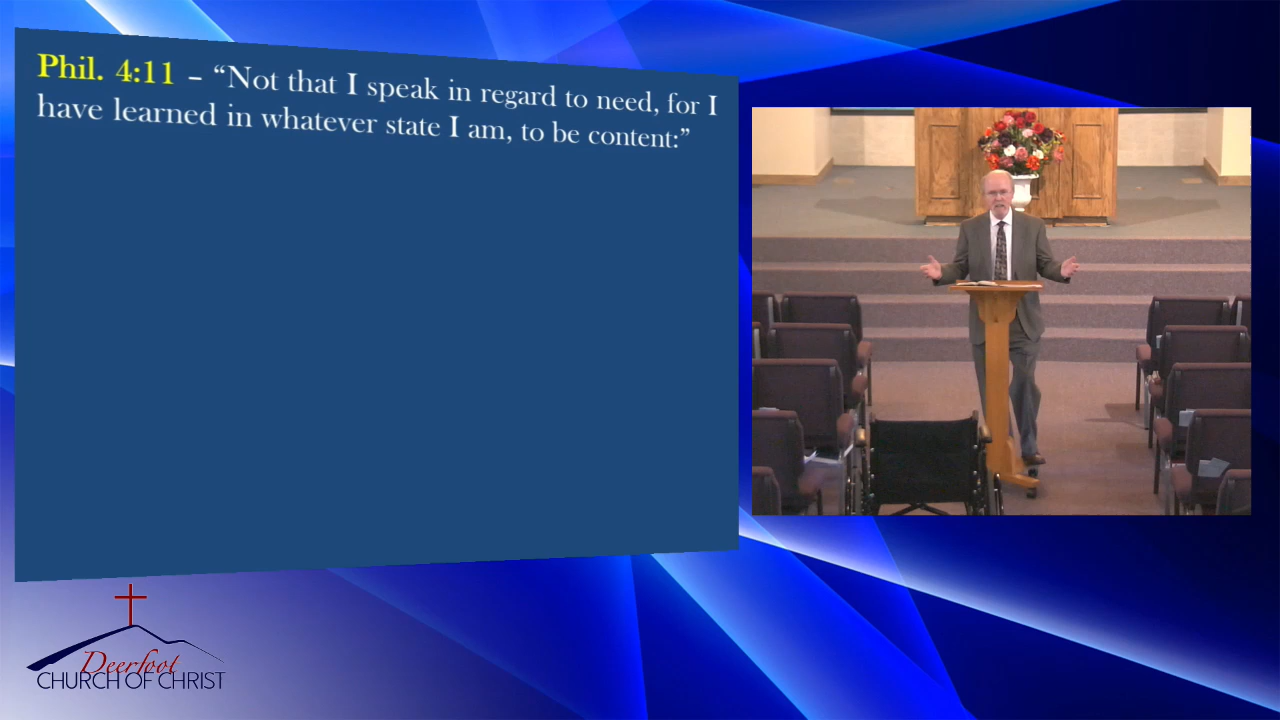 Phil. 4:11 – “Not that I speak in regard to need, for I
have learned in whatever state I am, to be content:”
Deerfoot
CHURCH OF CHRIST